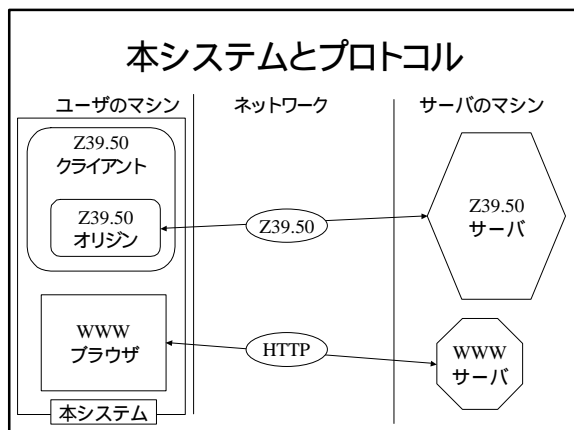 本システムとプロトコル
ユーザのマシン
ネットワーク
サーバのマシン
Z39.50
クライアント
Z39.50
オリジン
Z39.50
Z39.50
サーバ
WWW
ブラウザ
HTTP
WWW
サーバ
本システム